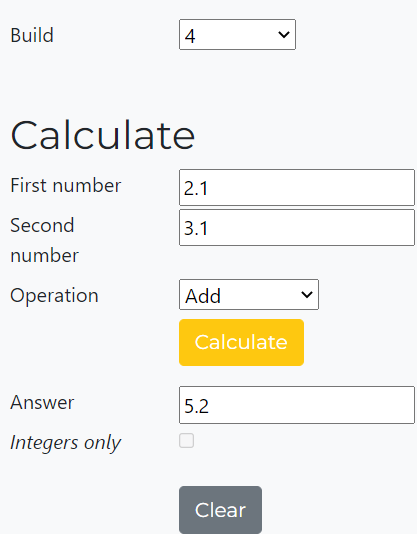 Build 4
Calculate
First number 2.1
Second 3.1
number
Operation Add
Calculate
Answer 5.2
Integers only
Clear